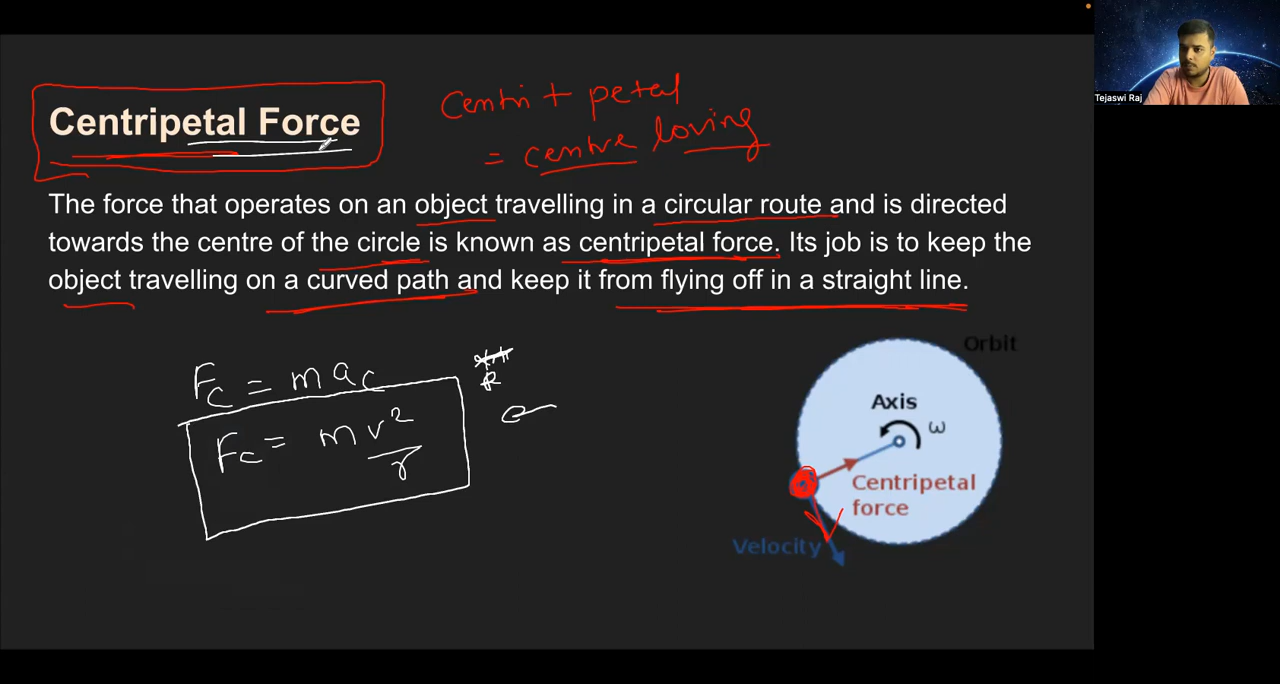 Tejaswi Raj
Centripetal Force
Centri + petal
= centre loving
The force that operates on an object travelling in a circular route and is directed
towards the centre of the circle is known as centripetal force. Its job is to keep the
object travelling on a curved path and keep it from flying off in a straight line.
Fc = m ac
Fc = m v²/r
Orbit
Axis
ω
Centripetal
force
Velocity